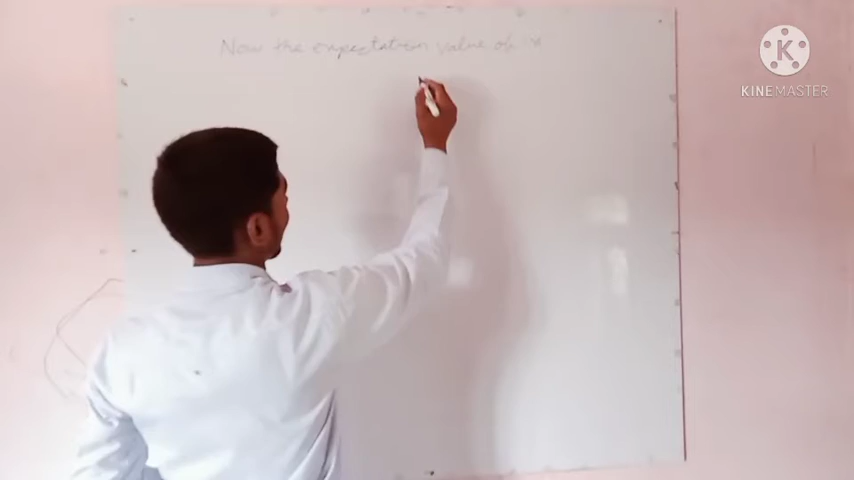 Now the expectation value of 'x'
K
KINEMASTER